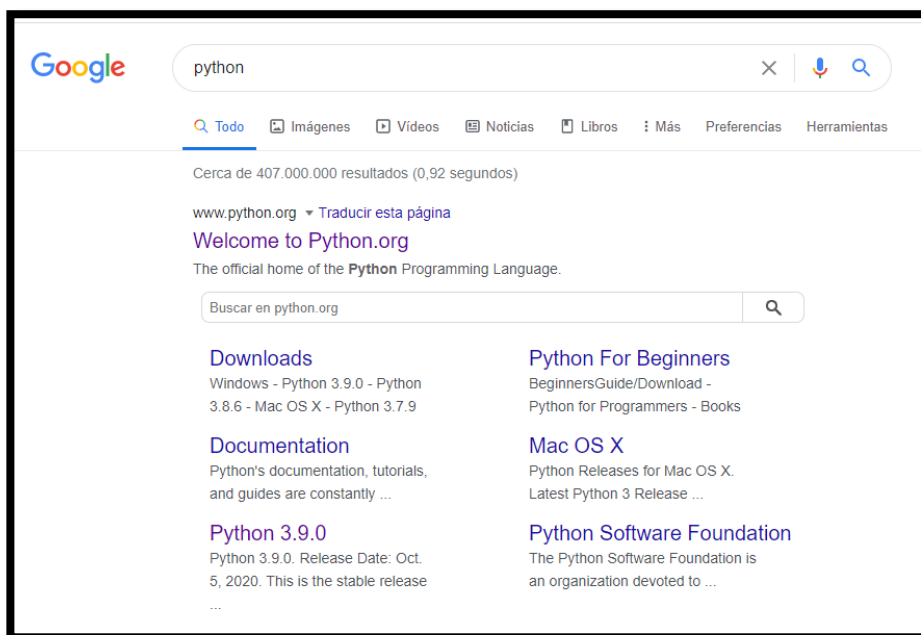 Google
python
Todo Imágenes Vídeos Noticias Libros Más Preferencias Herramientas
Cerca de 407.000.000 resultados (0,92 segundos)
www.python.org Traducir esta página
Welcome to Python.org
The official home of the Python Programming Language.
Buscar en python.org
Downloads
Windows - Python 3.9.0 - Python
3.8.6 - Mac OS X - Python 3.7.9
Python For Beginners
BeginnersGuide/Download -
Python for Programmers - Books
Documentation
Python's documentation, tutorials,
and guides are constantly ...
Mac OS X
Python Releases for Mac OS X.
Latest Python 3 Release ...
Python 3.9.0
Python 3.9.0. Release Date: Oct.
5, 2020. This is the stable release
...
Python Software Foundation
The Python Software Foundation is
an organization devoted to ...